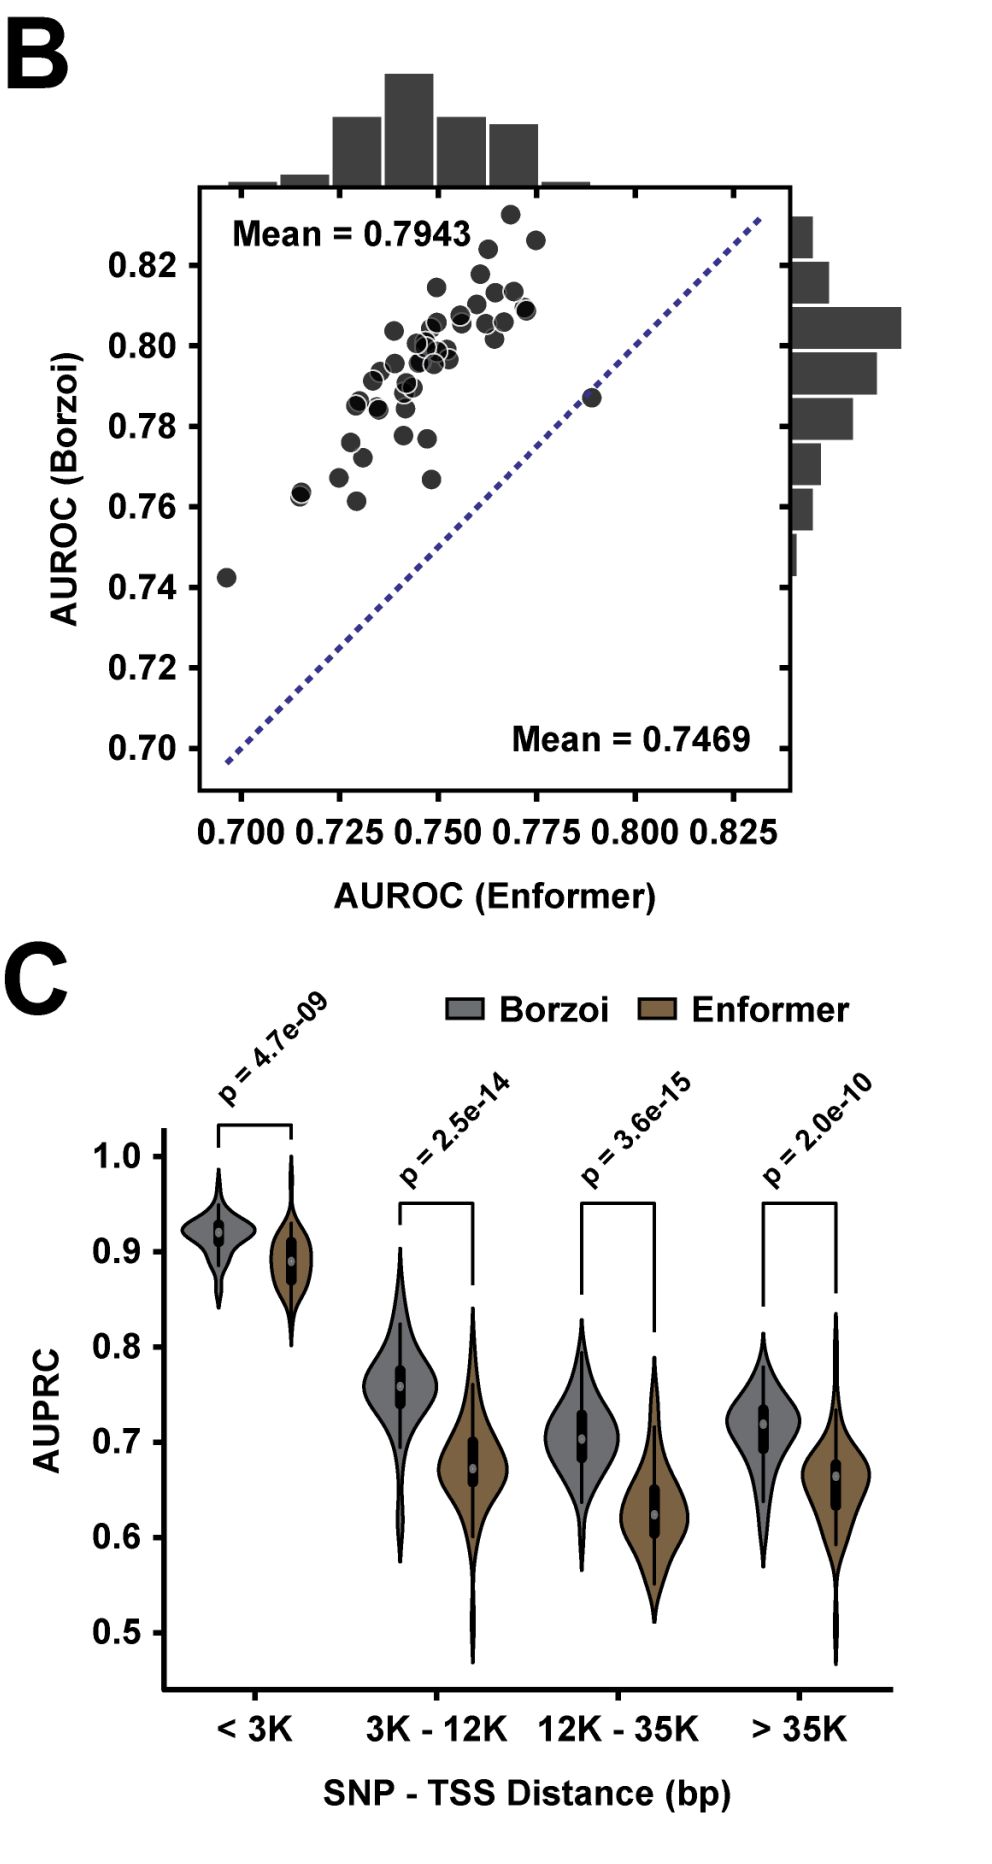 B
Mean = 0.7943
0.82
0.80
0.78
0.76
0.74
0.72
0.70
AUROC (Borzoi)
Mean = 0.7469
0.700 0.725 0.750 0.775 0.800 0.825
AUROC (Enformer)
C
Borzoi Enformer
p = 4.7e-09
p = 2.5e-14
p = 3.6e-15
p = 2.0e-10
1.0
0.9
0.8
0.7
0.6
0.5
AUPRC
< 3K 3K - 12K 12K - 35K > 35K
SNP - TSS Distance (bp)